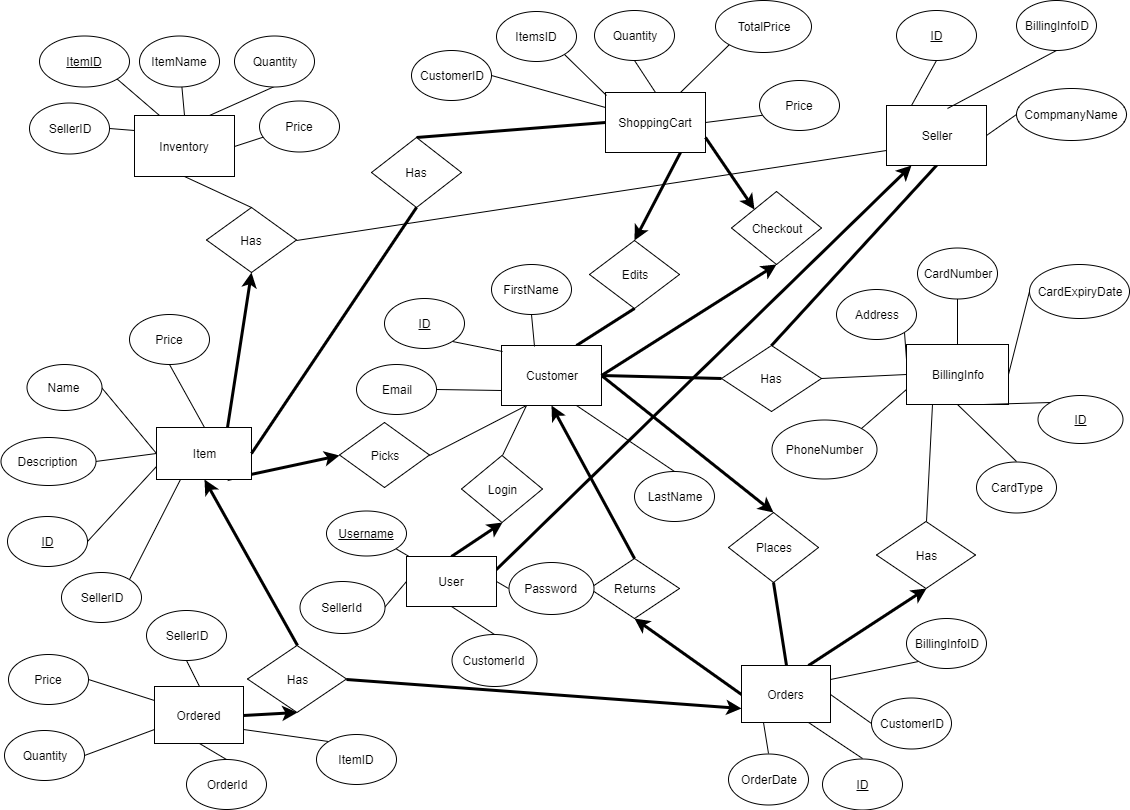 TotalPrice
BillingInfoID
ItemsID
Quantity
ID
ItemID
ItemName
Quantity
CustomerID
Price
CompmanyName
ShoppingCart
SellerID
Price
Seller
Inventory
Has
Checkout
Has
Edits
CardNumber
FirstName
CardExpiryDate
Address
ID
Price
Customer
BillingInfo
Has
Name
Email
ID
Item
Picks
PhoneNumber
Description
Login
CardType
LastName
Username
ID
Places
Has
User
Password
Returns
SellerID
SellerId
SellerID
BillingInfoID
CustomerId
Price
Has
Orders
Ordered
CustomerID
Quantity
ItemID
OrderDate
OrderId
ID